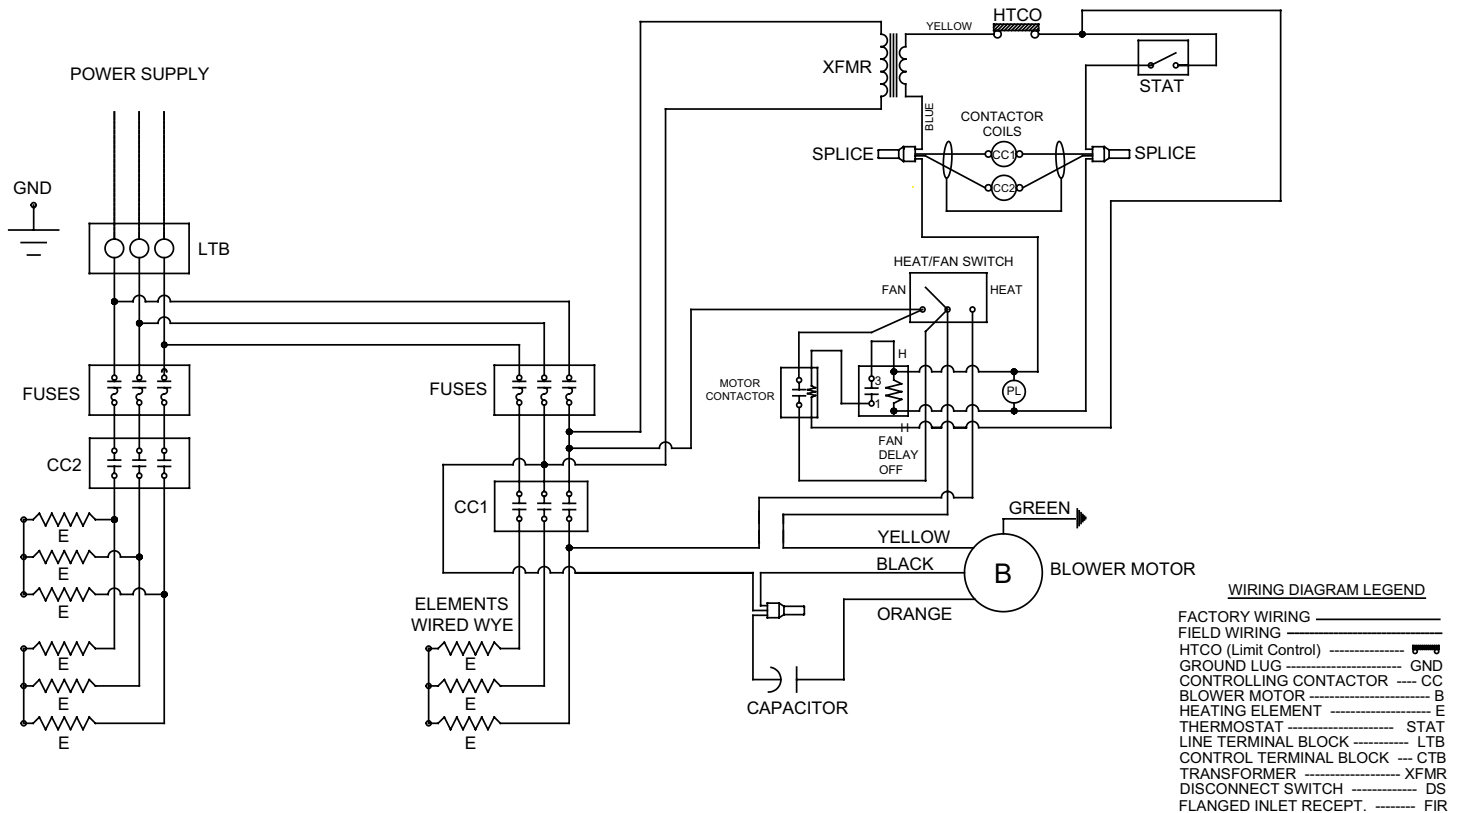 HTCO
YELLOW
POWER SUPPLY
XFMR
STAT
BLUE
CONTACTOR
COILS
SPLICE
CC1
SPLICE
CC2
GND
LTB
HEAT/FAN SWITCH
FAN
HEAT
H
MOTOR
CONTACTOR
3
1
PL
FUSES
FUSES
H
FAN
DELAY
OFF
CC2
CC1
GREEN
YELLOW
BLACK
B
BLOWER MOTOR
ORANGE
E
E
E
ELEMENTS
WIRED WYE
E
E
E
E
E
E
CAPACITOR
WIRING DIAGRAM LEGEND
FACTORY WIRING
FIELD WIRING
HTCO (Limit Control) ---------------
GROUND LUG ----------------------- GND
CONTROLLING CONTACTOR ---- CC
BLOWER MOTOR ------------------------ B
HEATING ELEMENT -------------------- E
THERMOSTAT --------------------- STAT
LINE TERMINAL BLOCK ----------- LTB
CONTROL TERMINAL BLOCK --- CTB
TRANSFORMER ------------------- XFMR
DISCONNECT SWITCH ------------- DS
FLANGED INLET RECEPT. -------- FIR